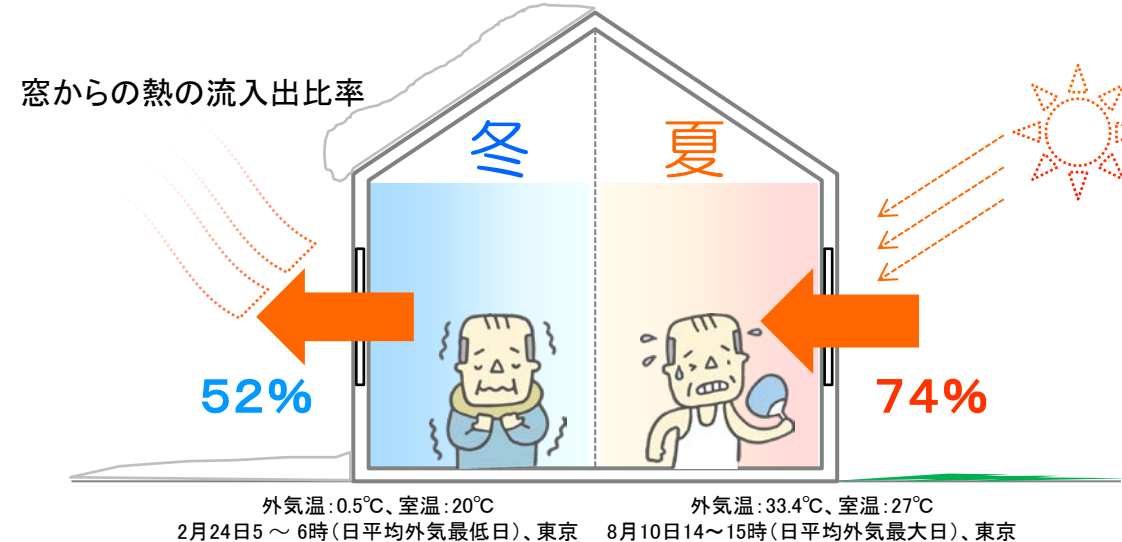 窓からの熱の流入出比率
冬
夏
52%
74%
外気温:0.5℃、室温:20℃
2月24日5 ～ 6時(日平均外気最低日)、東京
外気温:33.4℃、室温:27℃
8月10日14～15時(日平均外気最大日)、東京